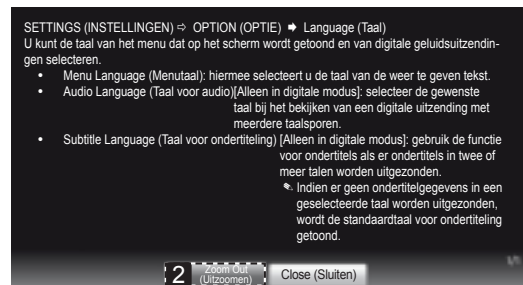 SETTINGS (INSTELLINGEN) ➩ OPTION (OPTIE) ➧ Language (Taal)
U kunt de taal van het menu dat op het scherm wordt getoond en van digitale geluidsuitzendin-
gen selecteren.
• Menu Language (Menutaal): hiermee selecteert u de taal van de weer te geven tekst.
• Audio Language (Taal voor audio)[Alleen in digitale modus]: selecteer de gewenste
taal bij het bekijken van een digitale uitzending met
meerdere taalsporen.
• Subtitle Language (Taal voor ondertiteling) [Alleen in digitale modus]: gebruik de functie
voor ondertitels als er ondertitels in twee of
meer talen worden uitgezonden.
✎ Indien er geen ondertitelgegevens in een
geselecteerde taal worden uitgezonden,
wordt de standaardtaal voor ondertiteling
getoond.
2 Zoom Out
(Uitzoomen)
Close (Sluiten)